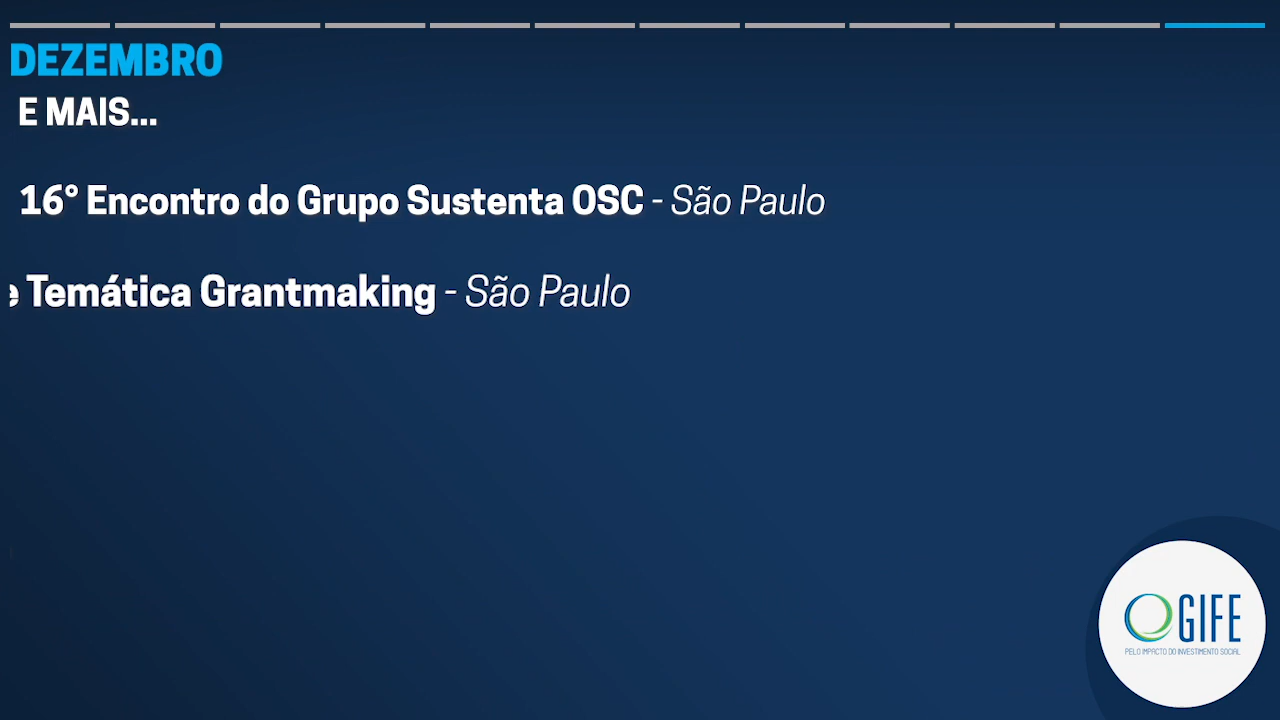 DEZEMBRO
E MAIS...
16° Encontro do Grupo Sustenta OSC - São Paulo
e Temática Grantmaking - São Paulo
GIFE
PELO IMPACTO DO INVESTIMENTO SOCIAL